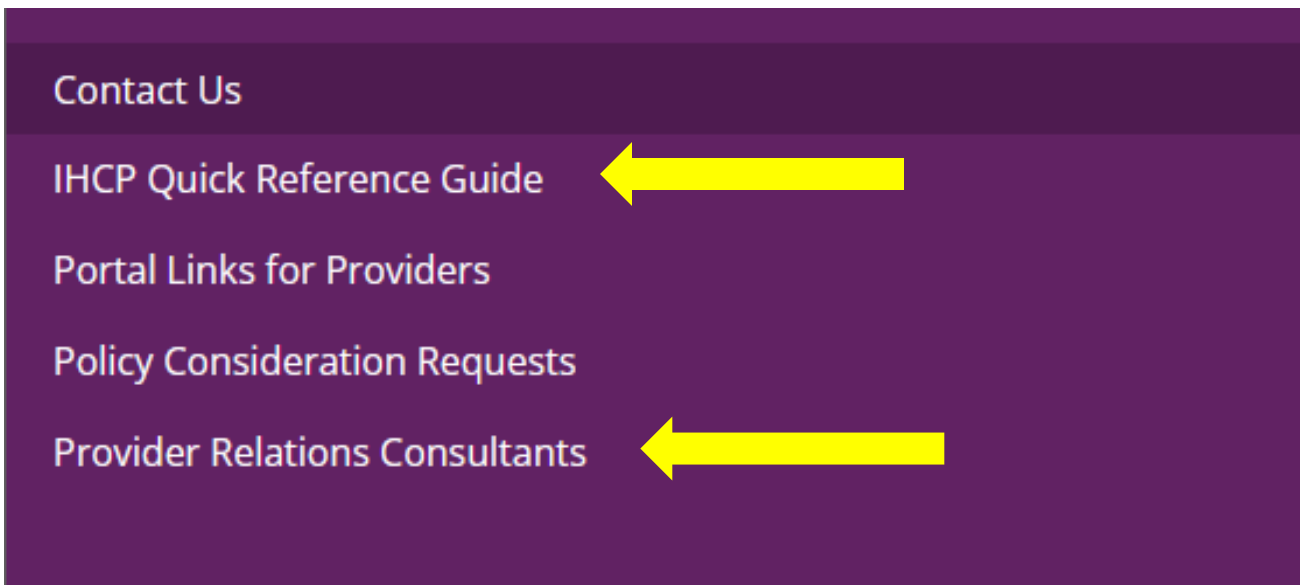 Contact Us
IHCP Quick Reference Guide
Portal Links for Providers
Policy Consideration Requests
Provider Relations Consultants